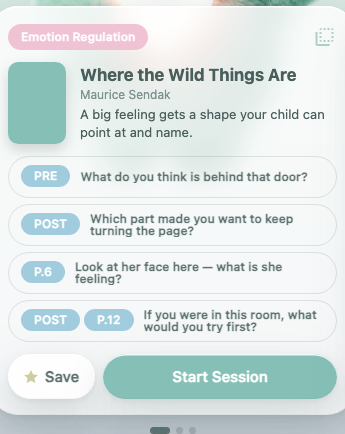 Emotion Regulation
Where the Wild Things Are
Maurice Sendak
A big feeling gets a shape your child can
point at and name.
PRE What do you think is behind that door?
POST Which part made you want to keep
turning the page?
P.6 Look at her face here — what is she
feeling?
POST P.12 If you were in this room, what
would you try first?
Save Start Session